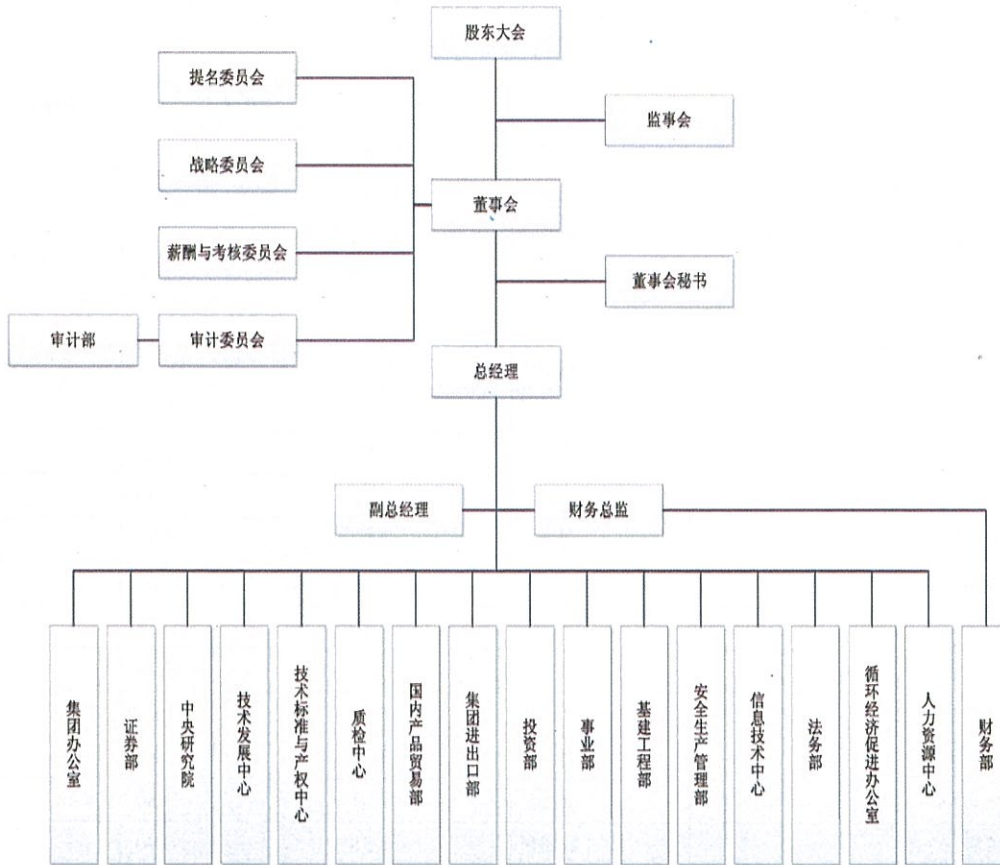 股东大会
提名委员会
监事会
战略委员会
董事会
薪酬与考核委员会
董事会秘书
审计部
审计委员会
总经理
副总经理
财务总监
集团办公室
证券部
中央研究院
技术发展中心
技术标准与产权中心
质检中心
国内产品贸易部
集团进出口部
投资部
事业部
基建工程部
安全生产管理部
信息技术中心
法务部
循环经济促进办公室
人力资源中心
财务部